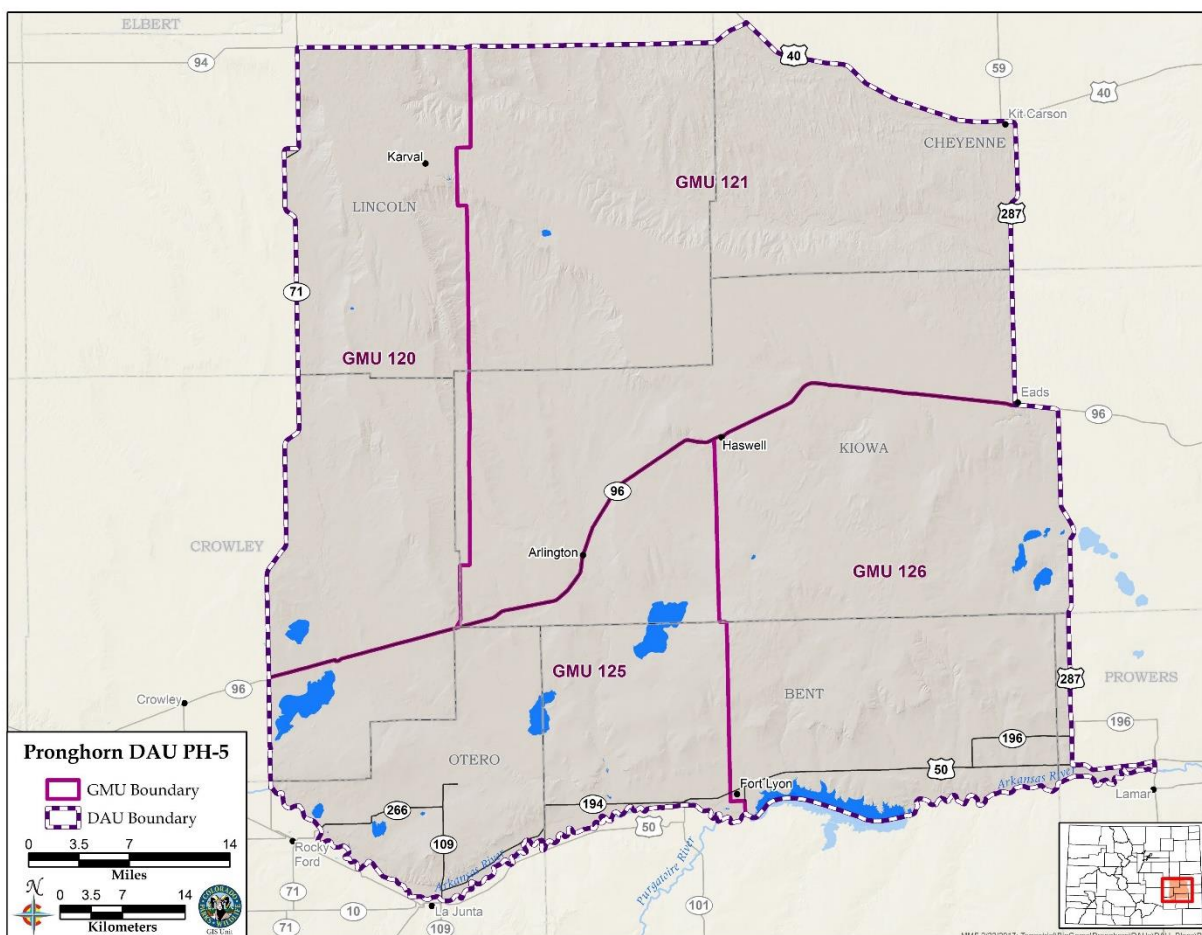 ELBERT
94
40
59
40
Kit Carson
CHEYENNE
Karval
GMU 121
LINCOLN
287
71
GMU 120
Eads
96
Haswell
KIOWA
96
CROWLEY
Arlington
GMU 126
GMU 125
96
Crowley
BENT
287
PROWERS
196
196
OTERO
50
Arkansas River
Fort Lyon
Lamar
266
194
50
109
Rocky
Ford
Arkansas River
Purgatoire River
71
10
La Junta
101
71
109
Pronghorn DAU PH-5
GMU Boundary
DAU Boundary
0 3.5 7 14
Miles
N
0 3.5 7 14
Kilometers
COLORADO
GIS Unit